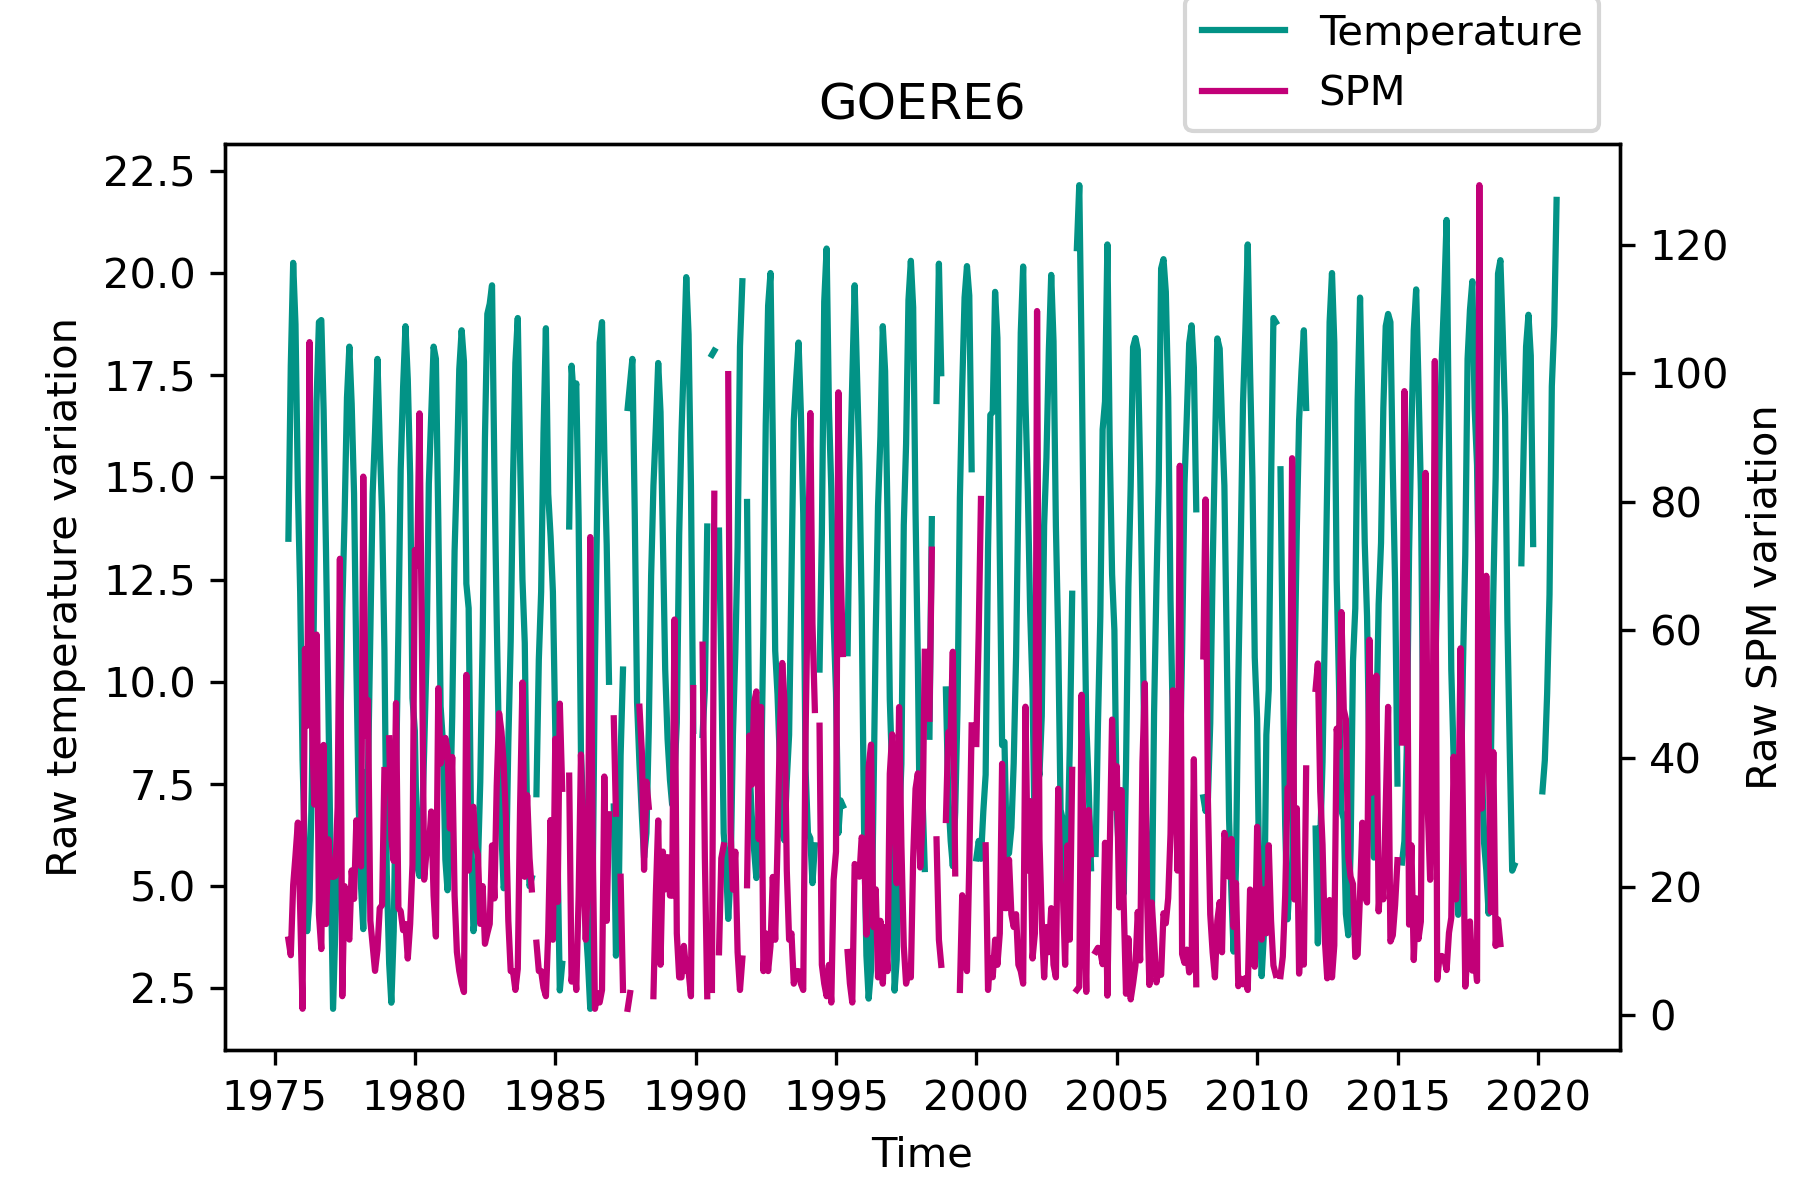 Temperature
SPM
GOERE6
Raw temperature variation
22.5
20.0
17.5
15.0
12.5
10.0
7.5
5.0
2.5
120
100
80
60
40
20
0
Raw SPM variation
1975 1980 1985 1990 1995 2000 2005 2010 2015 2020
Time